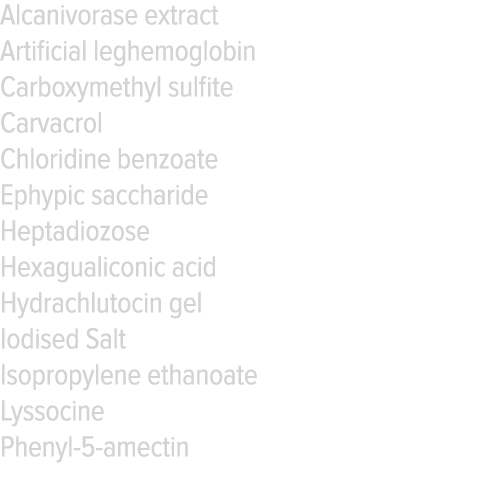 Alcanivorase extract
Artificial leghemoglobin
Carboxymethyl sulfite
Carvacrol
Chloridine benzoate
Ephypic saccharide
Heptadiozose
Hexagualiconic acid
Hydrachlutocin gel
Iodised Salt
Isopropylene ethanoate
Lyssocine
Phenyl-5-amectin